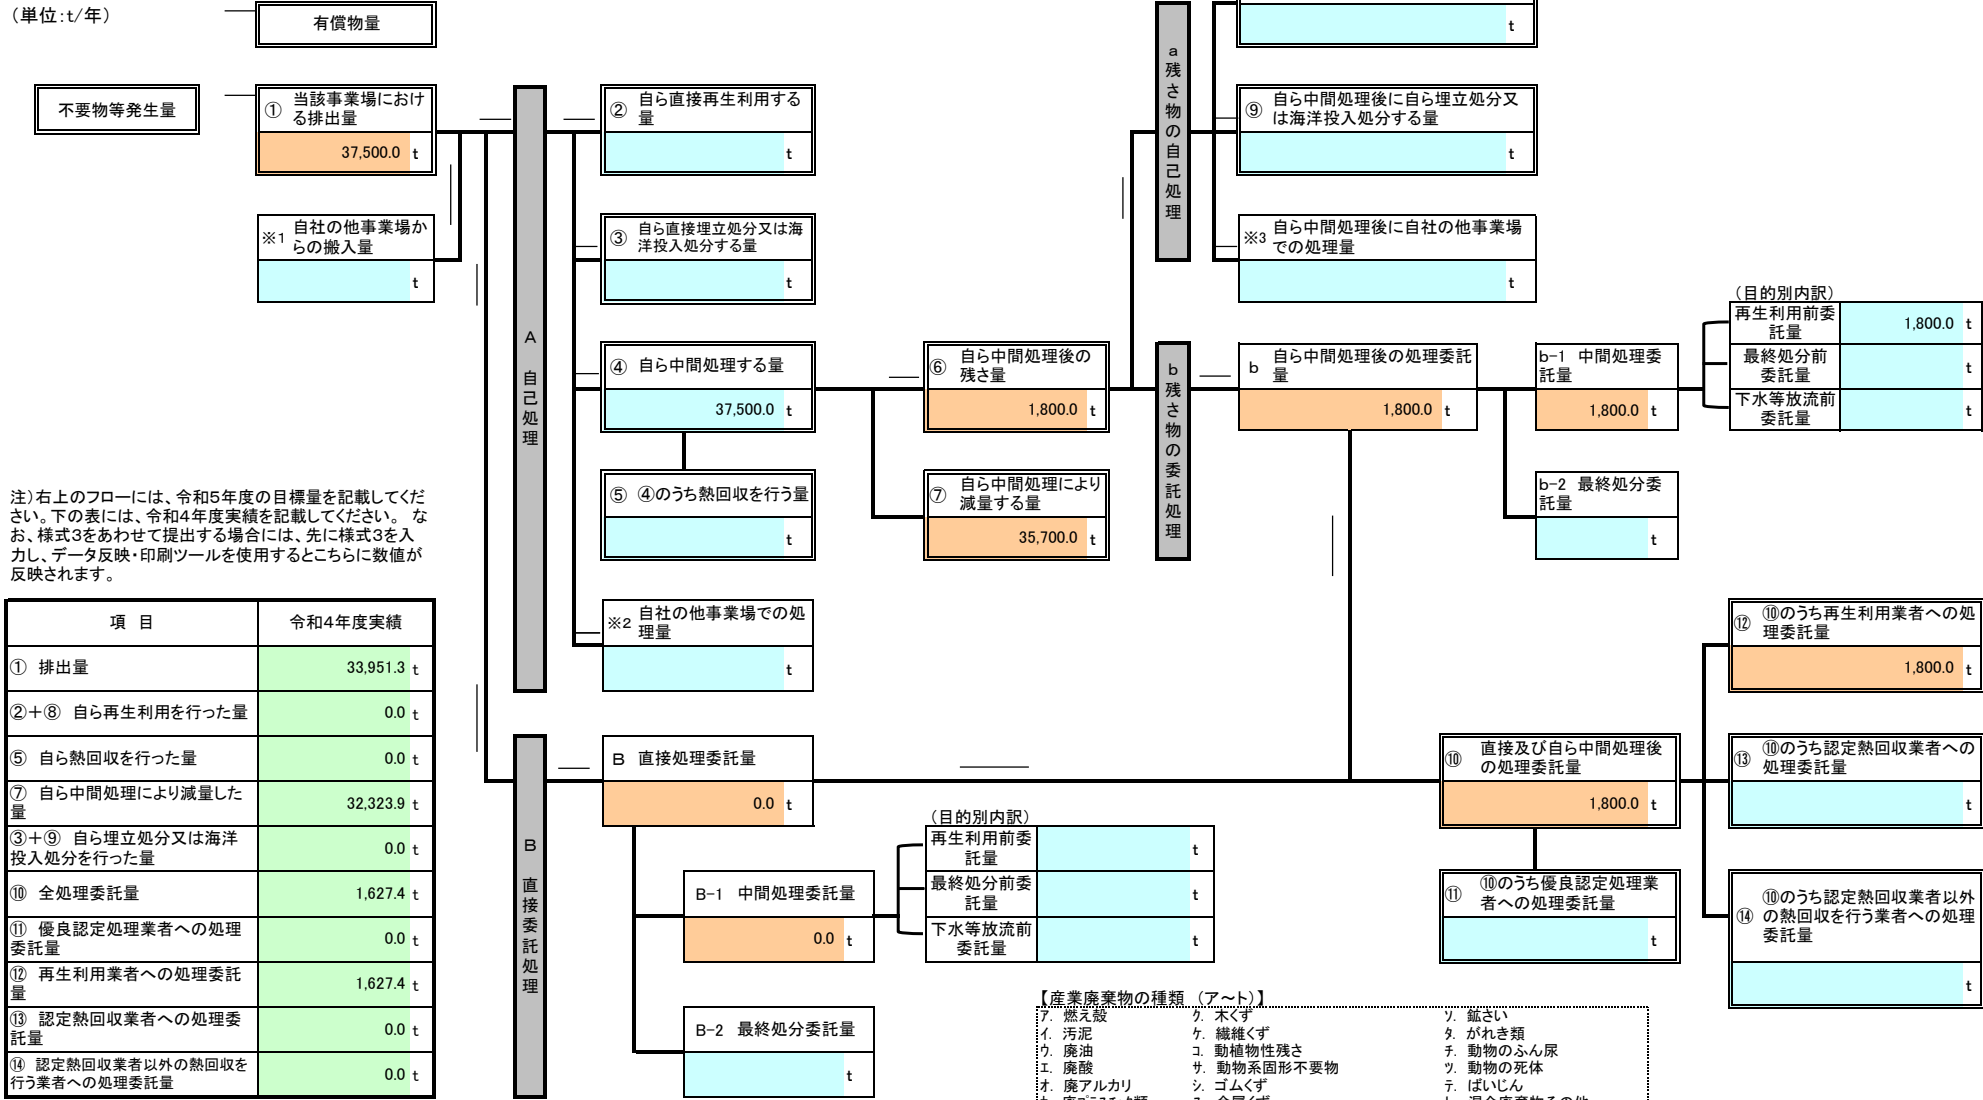 （単位:t/年）
有償物量
t
不要物等発生量
① 当該事業場におけ
る排出量
37,500.0 t
※1 自社の他事業場か
らの搬入量
t
A 自己処理
② 自ら直接再生利用する
量
t
③ 自ら直接埋立処分又は海
洋投入処分する量
t
④ 自ら中間処理する量
37,500.0 t
⑤ ④のうち熱回収を行う量
t
※2 自社の他事業場での処
理量
t
⑥ 自ら中間処理後の
残さ量
1,800.0 t
⑦ 自ら中間処理により
減量する量
35,700.0 t
a 残さ物の自己処理
⑨ 自ら中間処理後に自ら埋立処分又
は海洋投入処分する量
t
※3 自ら中間処理後に自社の他事業場
での処理量
t
b 残さ物の委託処理
b 自ら中間処理後の処理委託
量
1,800.0 t
b-1 中間処理委
託量
1,800.0 t
b-2 最終処分委
託量
t
（目的別内訳）
再生利用前委
託量
1,800.0 t
最終処分前
委託量
t
下水等放流前
委託量
t
注）右上のフローには、令和5年度の目標量を記載してくだ
さい。下の表には、令和4年度実績を記載してください。 な
お、様式3をあわせて提出する場合には、先に様式3を入
力し、データ反映・印刷ツールを使用するとこちらに数値が
反映されます。
項 目 令和4年度実績
① 排出量 33,951.3 t
②＋⑧ 自ら再生利用を行った量 0.0 t
⑤ 自ら熱回収を行った量 0.0 t
⑦ 自ら中間処理により減量した
量 32,323.9 t
③＋⑨ 自ら埋立処分又は海洋
投入処分を行った量 0.0 t
⑩ 全処理委託量 1,627.4 t
⑪ 優良認定処理業者への処理
委託量 0.0 t
⑫ 再生利用業者への処理委託
量 1,627.4 t
⑬ 認定熱回収業者への処理委
託量 0.0 t
⑭ 認定熱回収業者以外の熱回収を
行う業者への処理委託量 0.0 t
B 直接委託処理
B 直接処理委託量
0.0 t
B-1 中間処理委託量
0.0 t
B-2 最終処分委託量
t
（目的別内訳）
再生利用前委
託量
t
最終処分前委
託量
t
下水等放流前
委託量
t
⑩ 直接及び自ら中間処理後
の処理委託量
1,800.0 t
⑪ ⑩のうち優良認定処理業
者への処理委託量
t
⑫ ⑩のうち再生利用業者への処
理委託量
1,800.0 t
⑬ ⑩のうち認定熱回収業者への
処理委託量
t
⑭ ⑩のうち認定熱回収業者以外
の熱回収を行う業者への処理
委託量
t
【産業廃棄物の種類 （ア～ト）】
ア. 燃え殻 ク. 木くず ソ. 鉱さい
イ. 汚泥 ケ. 繊維くず タ. がれき類
ウ. 廃油 コ. 動植物性残さ チ. 動物のふん尿
エ. 廃酸 サ. 動物系固形不要物 ツ. 動物の死体
オ. 廃アルカリ シ. ゴムくず テ. ばいじん